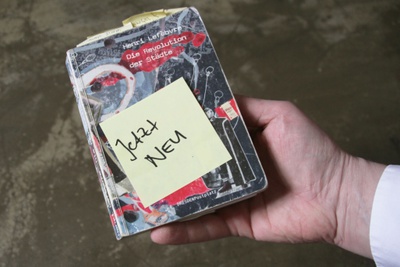 Henri Lefebvre
Die Revolution
der Städte
Jetzt
NEU